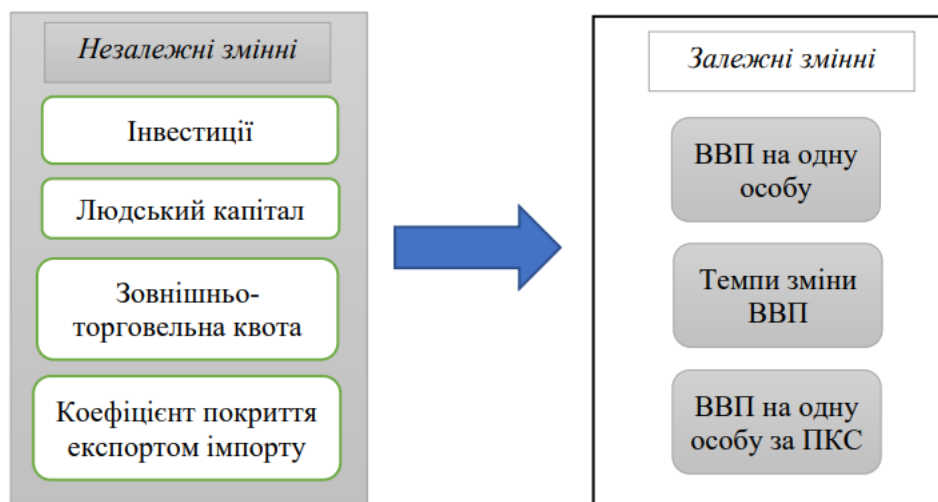 Незалежні змінні
Інвестиції
Людський капітал
Зовнішньо-
торговельна квота
Коефіцієнт покриття
експортом імпорту
Залежні змінні
ВВП на одну
особу
Темпи зміни
ВВП
ВВП на одну
особу за ПКС